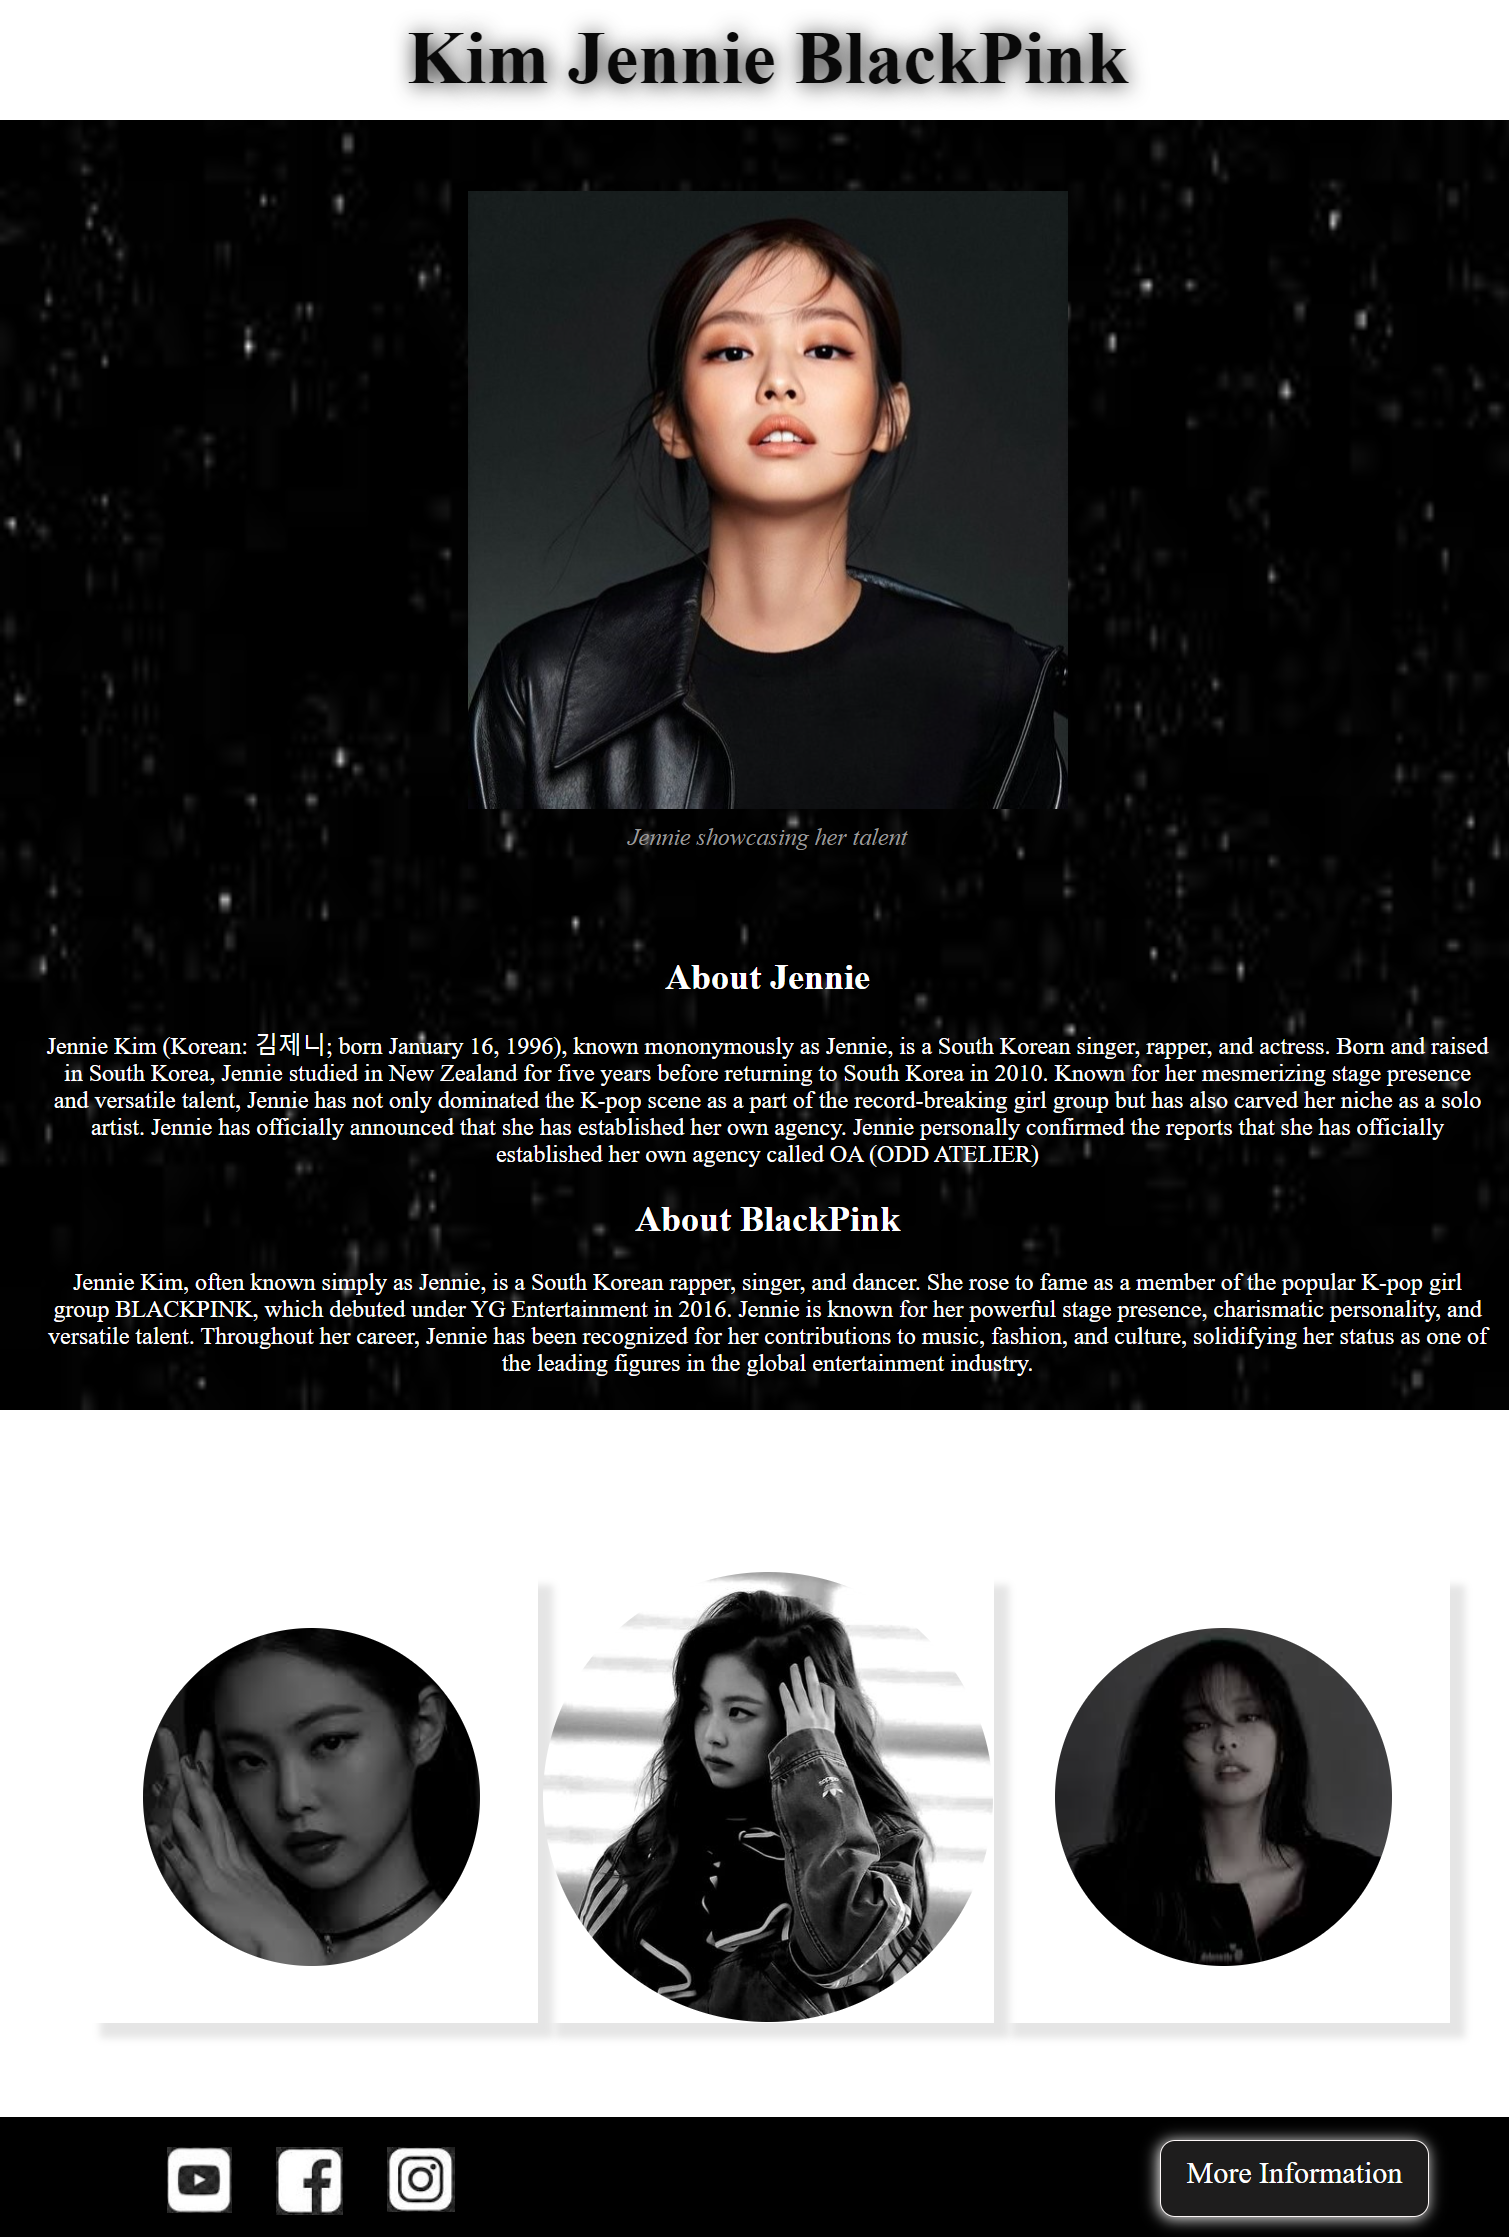 Kim Jennie BlackPink
Jennie showcasing her talent
About Jennie
Jennie Kim (Korean: 김제니; born January 16, 1996), known mononymously as Jennie, is a South Korean singer, rapper, and actress. Born and raised
in South Korea, Jennie studied in New Zealand for five years before returning to South Korea in 2010. Known for her mesmerizing stage presence
and versatile talent, Jennie has not only dominated the K-pop scene as a part of the record-breaking girl group but has also carved her niche as a solo
artist. Jennie has officially announced that she has established her own agency. Jennie personally confirmed the reports that she has officially
established her own agency called OA (ODD ATELIER)
About BlackPink
Jennie Kim, often known simply as Jennie, is a South Korean rapper, singer, and dancer. She rose to fame as a member of the popular K-pop girl
group BLACKPINK, which debuted under YG Entertainment in 2016. Jennie is known for her powerful stage presence, charismatic personality, and
versatile talent. Throughout her career, Jennie has been recognized for her contributions to music, fashion, and culture, solidifying her status as one of
the leading figures in the global entertainment industry.
More Information